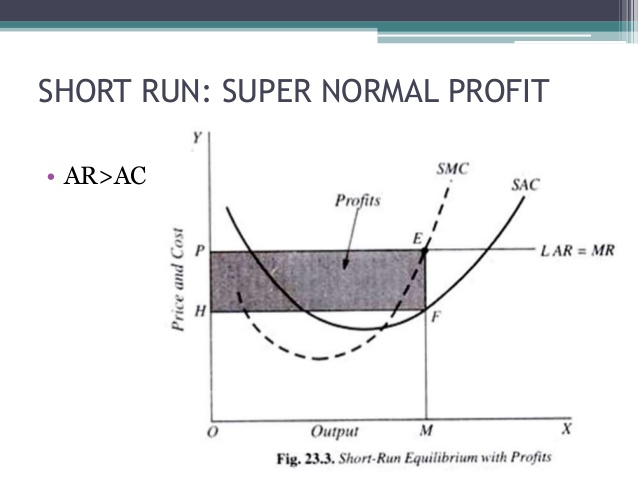 SHORT RUN: SUPER NORMAL PROFIT
• AR>AC
Y
SMC
SAC
Profits
E
P
L AR = MR
Price and Cost
H
F
O
Output
M
X
Fig. 23.3. Short-Run Equilibrium with Profits